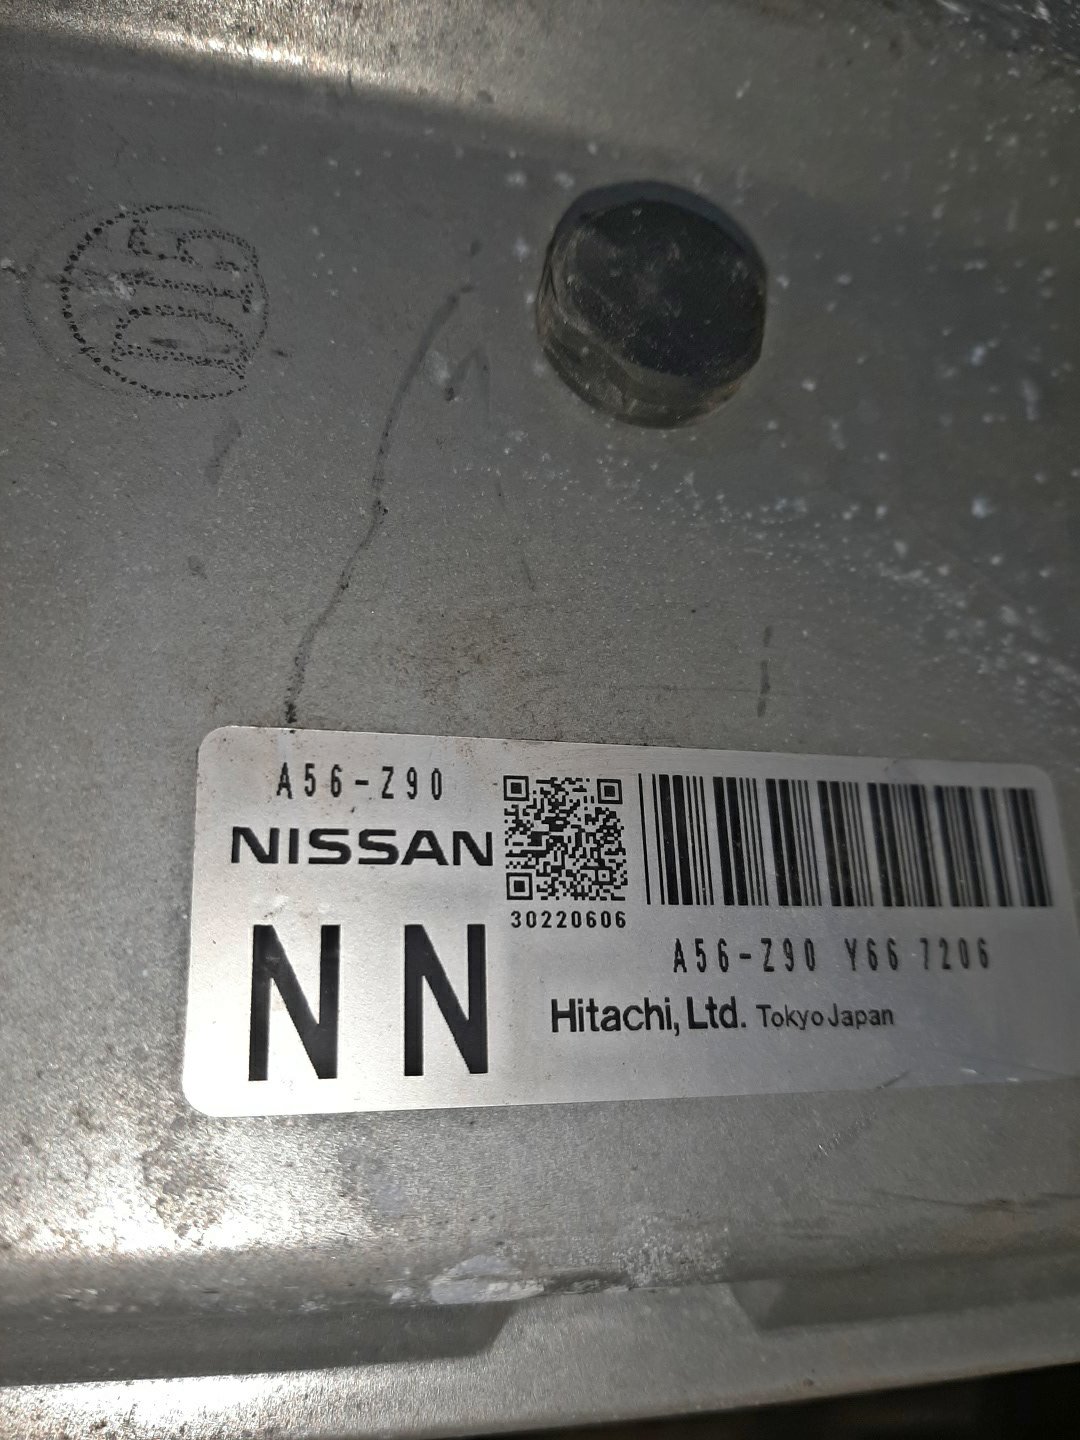 A56-Z90
NISSAN
NN
30220606
A56-Z90 Y66 7206
Hitachi, Ltd. Tokyo Japan